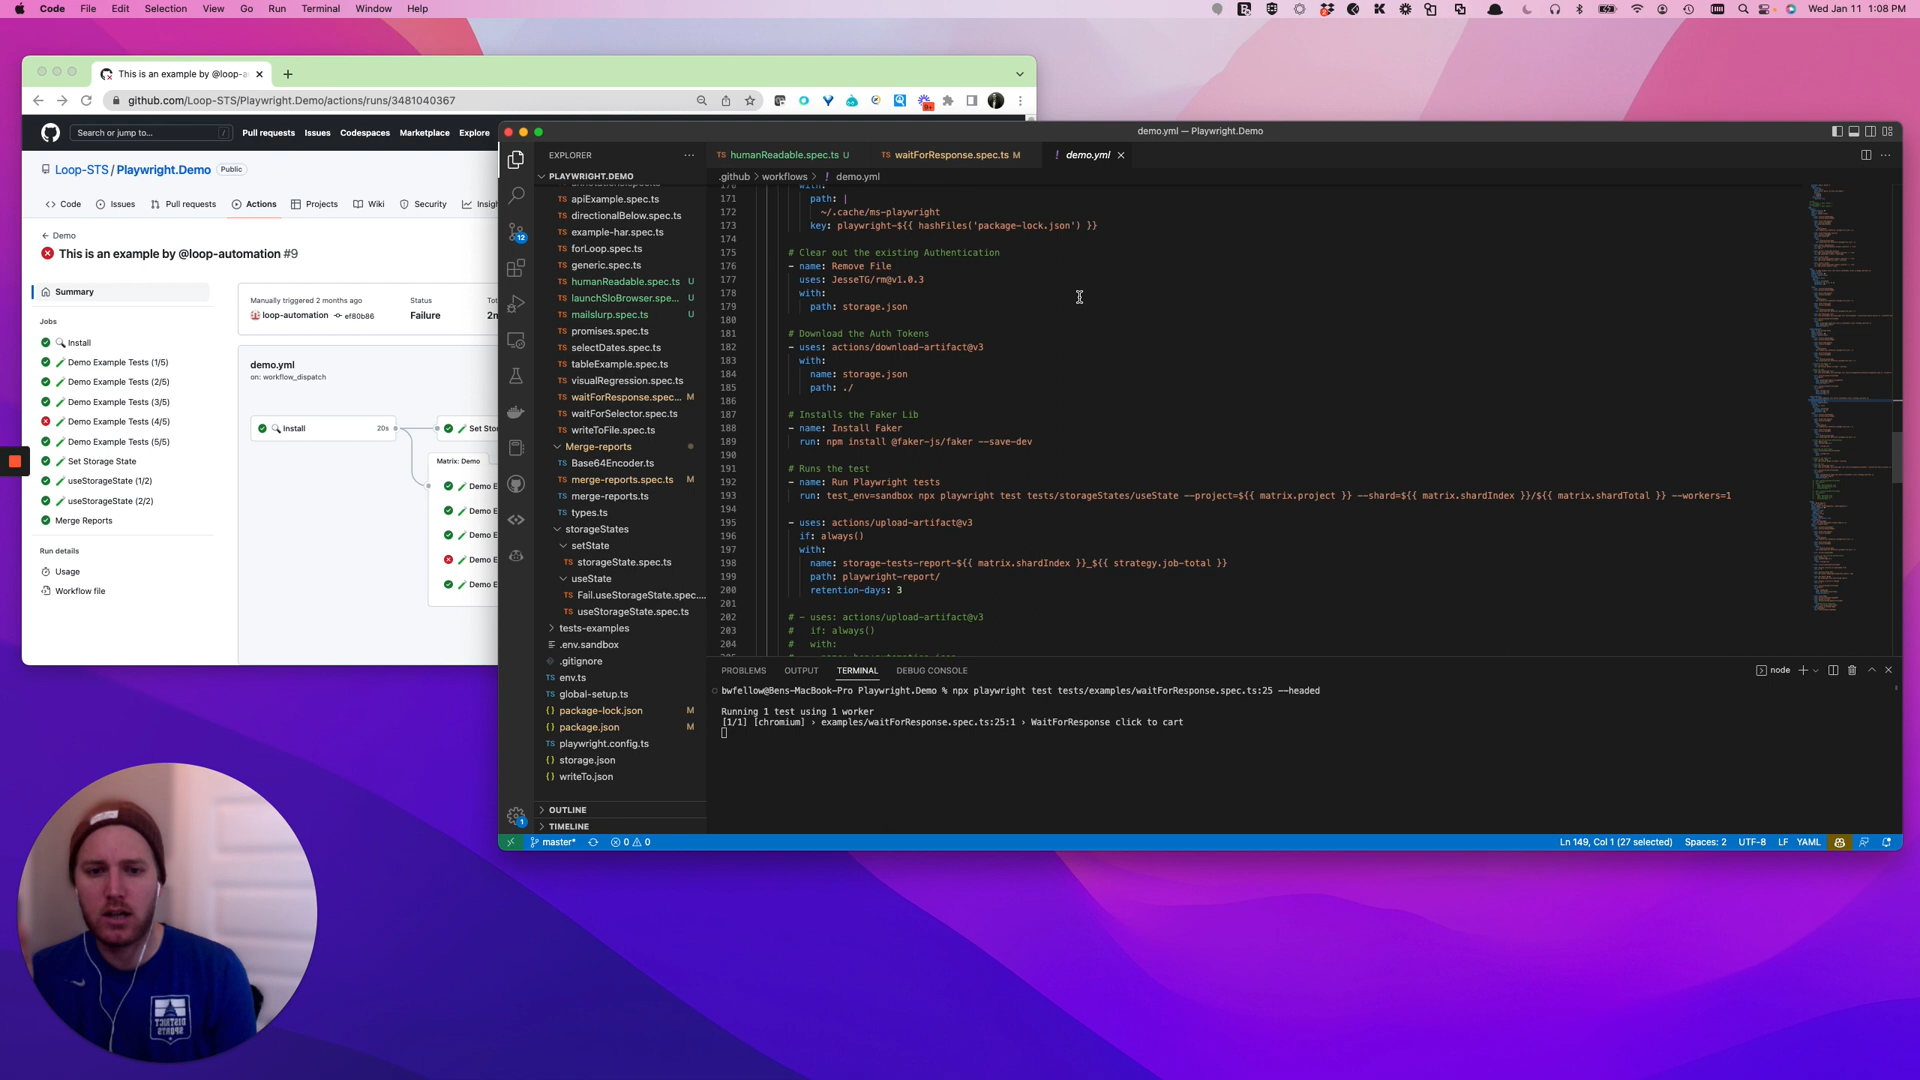 Code File Edit Selection View Go Run Terminal Window Help
Wed Jan 11 1:08 PM
This is an example by @loop-a
github.com/Loop-STS/Playwright.Demo/actions/runs/3481040367
Search or jump to... /
Pull requests Issues Codespaces Marketplace Explore
Loop-STS / Playwright.Demo Public
Code Issues Pull requests Actions Projects Wiki Security Insig
Demo
This is an example by @loop-automation #9
Summary
Jobs
Install
Demo Example Tests (1/5)
Demo Example Tests (2/5)
Demo Example Tests (3/5)
Demo Example Tests (4/5)
Demo Example Tests (5/5)
Set Storage State
useStorageState (1/2)
useStorageState (2/2)
Merge Reports
Run details
Usage
Workflow file
Manually triggered 2 months ago
loop-automation ef80b86
Status
Failure
Tot
2n
demo.yml
on: workflow_dispatch
Install 20s
Set Stor
Matrix: Demo
Demo E
Demo E
Demo E
Demo E
Demo E
demo.yml — Playwright.Demo
EXPLORER
PLAYWRIGHT.DEMO
apiExample.spec.ts
directionalBelow.spec.ts
example-har.spec.ts
forLoop.spec.ts
generic.spec.ts
humanReadable.spec.ts U
launchSloBrowser.spe... U
mailslurp.spec.ts U
promises.spec.ts
selectDates.spec.ts
tableExample.spec.ts
visualRegression.spec.ts
waitForResponse.spec... M
waitForSelector.spec.ts
writeToFile.spec.ts
Merge-reports
Base64Encoder.ts
merge-reports.spec.ts M
merge-reports.ts
types.ts
storageStates
setState
storageState.spec.ts
useState
Fail.useStorageState.spec....
useStorageState.spec.ts
tests-examples
.env.sandbox
.gitignore
env.ts
global-setup.ts
package-lock.json M
package.json M
playwright.config.ts
storage.json
writeTo.json
OUTLINE
TIMELINE
12
1
humanReadable.spec.ts U
waitForResponse.spec.ts M
demo.yml
.github > workflows > demo.yml
170 with:
171 path: |
172 ~/.cache/ms-playwright
173 key: playwright-${{ hashFiles('package-lock.json') }}
174
175 # Clear out the existing Authentication
176 - name: Remove File
177 uses: JesseTG/rm@v1.0.3
178 with:
179 path: storage.json
180
181 # Download the Auth Tokens
182 - uses: actions/download-artifact@v3
183 with:
184 name: storage.json
185 path: ./
186
187 # Installs the Faker Lib
188 - name: Install Faker
189 run: npm install @faker-js/faker --save-dev
190
191 # Runs the test
192 - name: Run Playwright tests
193 run: test_env=sandbox npx playwright test tests/storageStates/useState --project=${{ matrix.project }} --shard=${{ matrix.shardIndex }}/${{ matrix.shardTotal }} --workers=1
194
195 - uses: actions/upload-artifact@v3
196 if: always()
197 with:
198 name: storage-tests-report-${{ matrix.shardIndex }}_${{ strategy.job-total }}
199 path: playwright-report/
200 retention-days: 3
201
202 # - uses: actions/upload-artifact@v3
203 # if: always()
204 # with:
PROBLEMS OUTPUT TERMINAL DEBUG CONSOLE
node
bwfellow@Bens-MacBook-Pro Playwright.Demo % npx playwright test tests/examples/waitForResponse.spec.ts:25 --headed
Running 1 test using 1 worker
[1/1] [chromium] › examples/waitForResponse.spec.ts:25:1 › WaitForResponse click to cart
master* 0 0
Ln 149, Col 1 (27 selected) Spaces: 2 UTF-8 LF YAML
DISTRICT
SPORTS